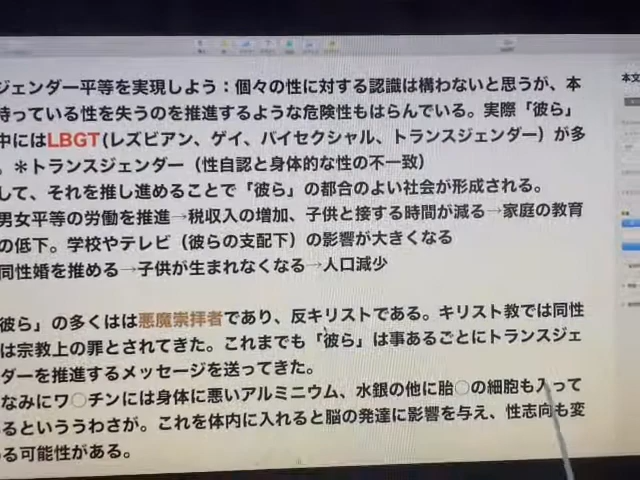 ジェンダー平等を実現しよう：個々の性に対する認識は構わないと思うが、本
持っている性を失うのを推進するような危険性もはらんでいる。実際「彼ら」
中にはLBGT(レズビアン、ゲイ、バイセクシャル、トランスジェンダー）が多
。＊トランスジェンダー（性自認と身体的な性の不一致）
して、それを推し進めることで「彼ら」の都合のよい社会が形成される。
男女平等の労働を推進→税収入の増加、子供と接する時間が減る→家庭の教育
の低下。学校やテレビ（彼らの支配下）の影響が大きくなる
同性婚を推める→子供が生まれなくなる→人口減少
彼ら」の多くはは悪魔崇拝者であり、反キリストである。キリスト教では同性
は宗教上の罪とされてきた。これまでも「彼ら」は事あるごとにトランスジェ
ダーを推進するメッセージを送ってきた。
なみにワ〇チンには身体に悪いアルミニウム、水銀の他に胎〇の細胞も入って
るといううわさが。これを体内に入れると脳の発達に影響を与え、性志向も変
る可能性がある。
本文